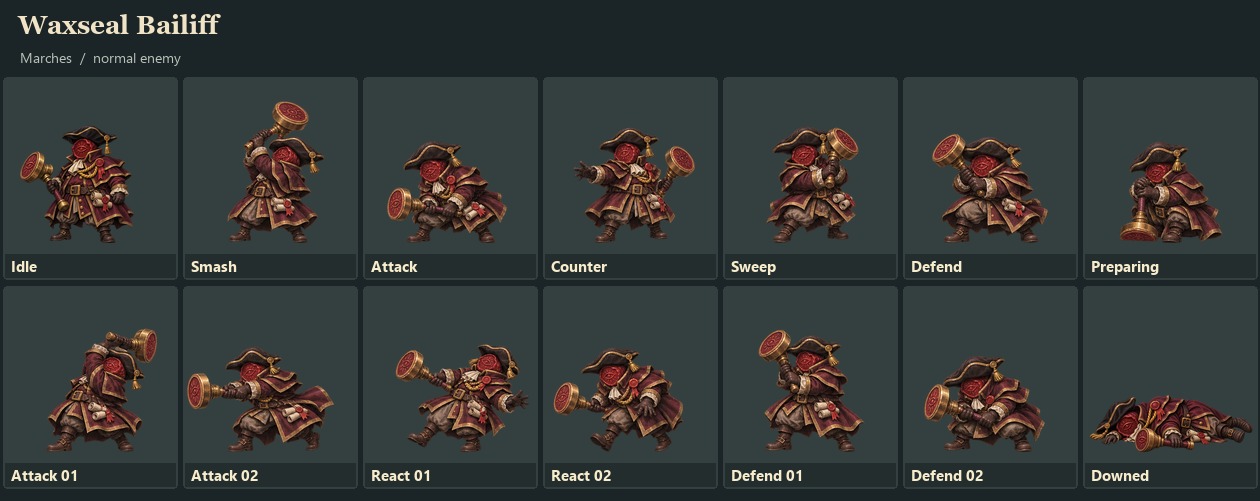 Waxseal Bailiff
Marches / normal enemy
Idle
Smash
Attack
Counter
Sweep
Defend
Preparing
Attack 01
Attack 02
React 01
React 02
Defend 01
Defend 02
Downed